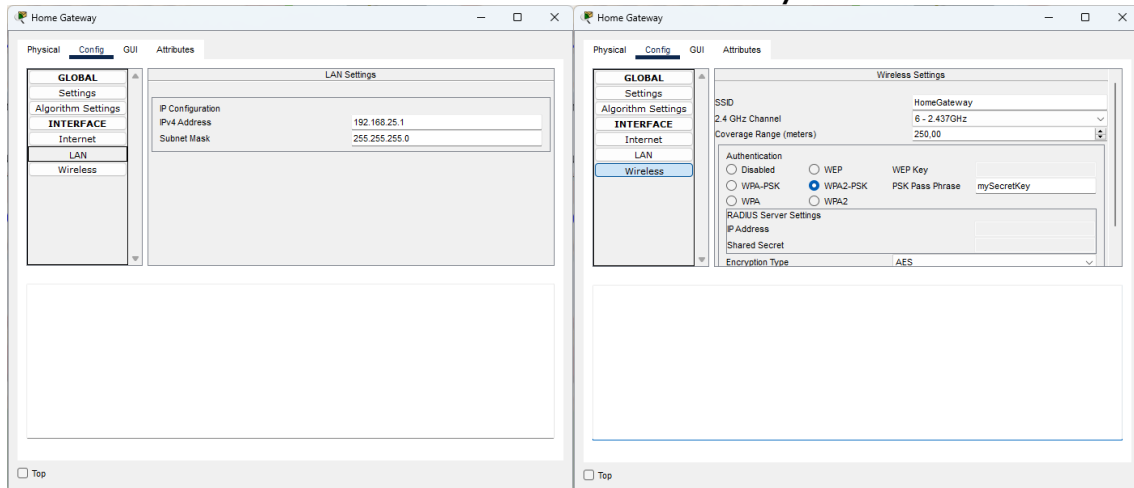 Home Gateway
Physical Config GUI Attributes
GLOBAL
Settings
Algorithm Settings
INTERFACE
Internet
LAN
Wireless
LAN Settings
IP Configuration
IPv4 Address 192.168.25.1
Subnet Mask 255.255.255.0
Top
Home Gateway
Physical Config GUI Attributes
GLOBAL
Settings
Algorithm Settings
INTERFACE
Internet
LAN
Wireless
Wireless Settings
SSID HomeGateway
2.4 GHz Channel 6 - 2.437GHz
Coverage Range (meters) 250,00
Authentication
Disabled WEP WEP Key
WPA-PSK WPA2-PSK PSK Pass Phrase mySecretKey
WPA WPA2
RADIUS Server Settings
IP Address
Shared Secret
Encryption Type AES
Top